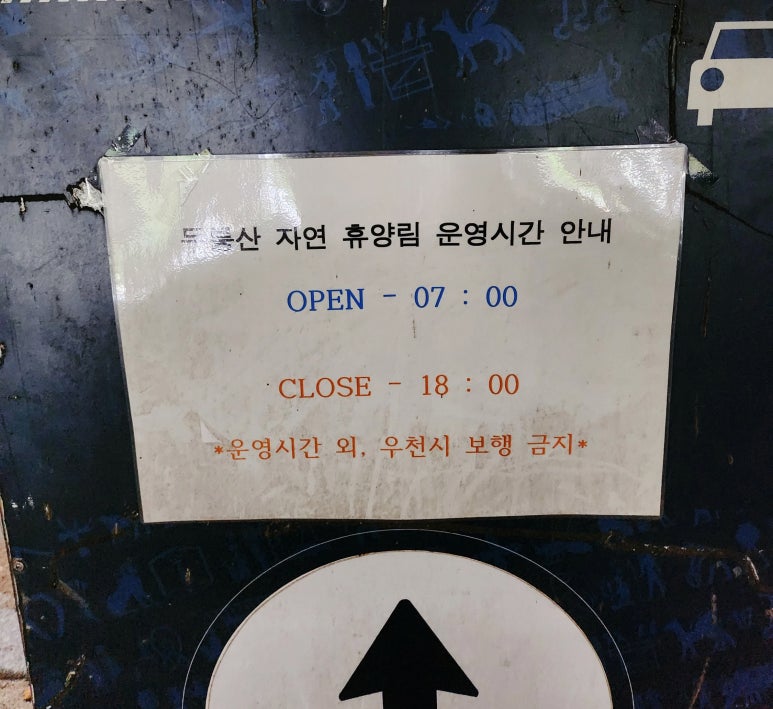 자연 휴양림 운영시간 안내
OPEN - 07 : 00
CLOSE - 18 : 00
*운영시간 외, 우천시 보행 금지*